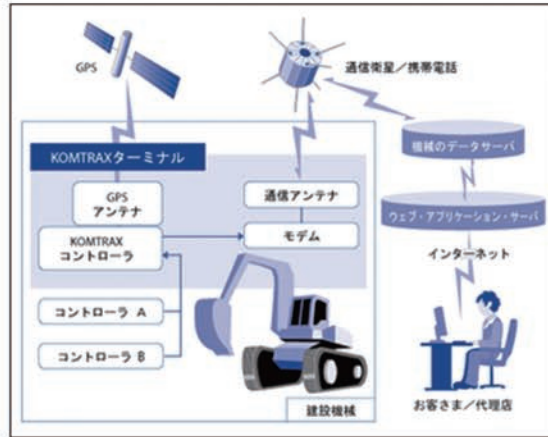 GPS
通信衛星／携帯電話
KOMTRAXターミナル
GPS
アンテナ
KOMTRAX
コントローラ
通信アンテナ
モデム
コントローラ A
コントローラ B
建設機械
機械のデータサーバ
ウェブ・アプリケーション・サーバ
インターネット
お客さま／代理店